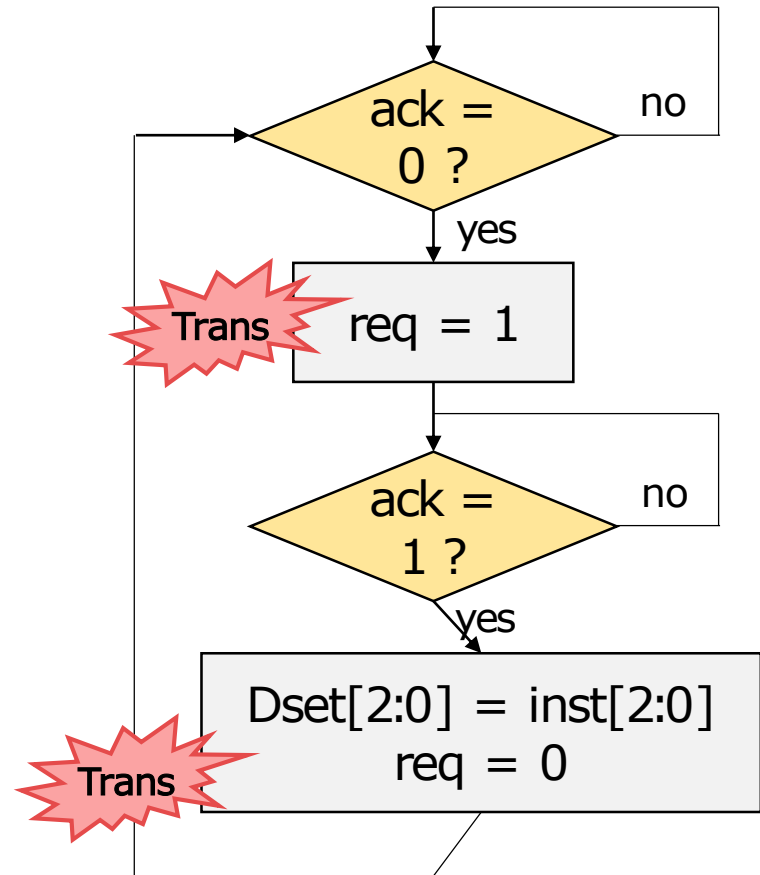 ack =
0 ?
no
yes
Trans
req = 1
ack =
1 ?
no
yes
Dset[2:0] = inst[2:0]
req = 0
Trans